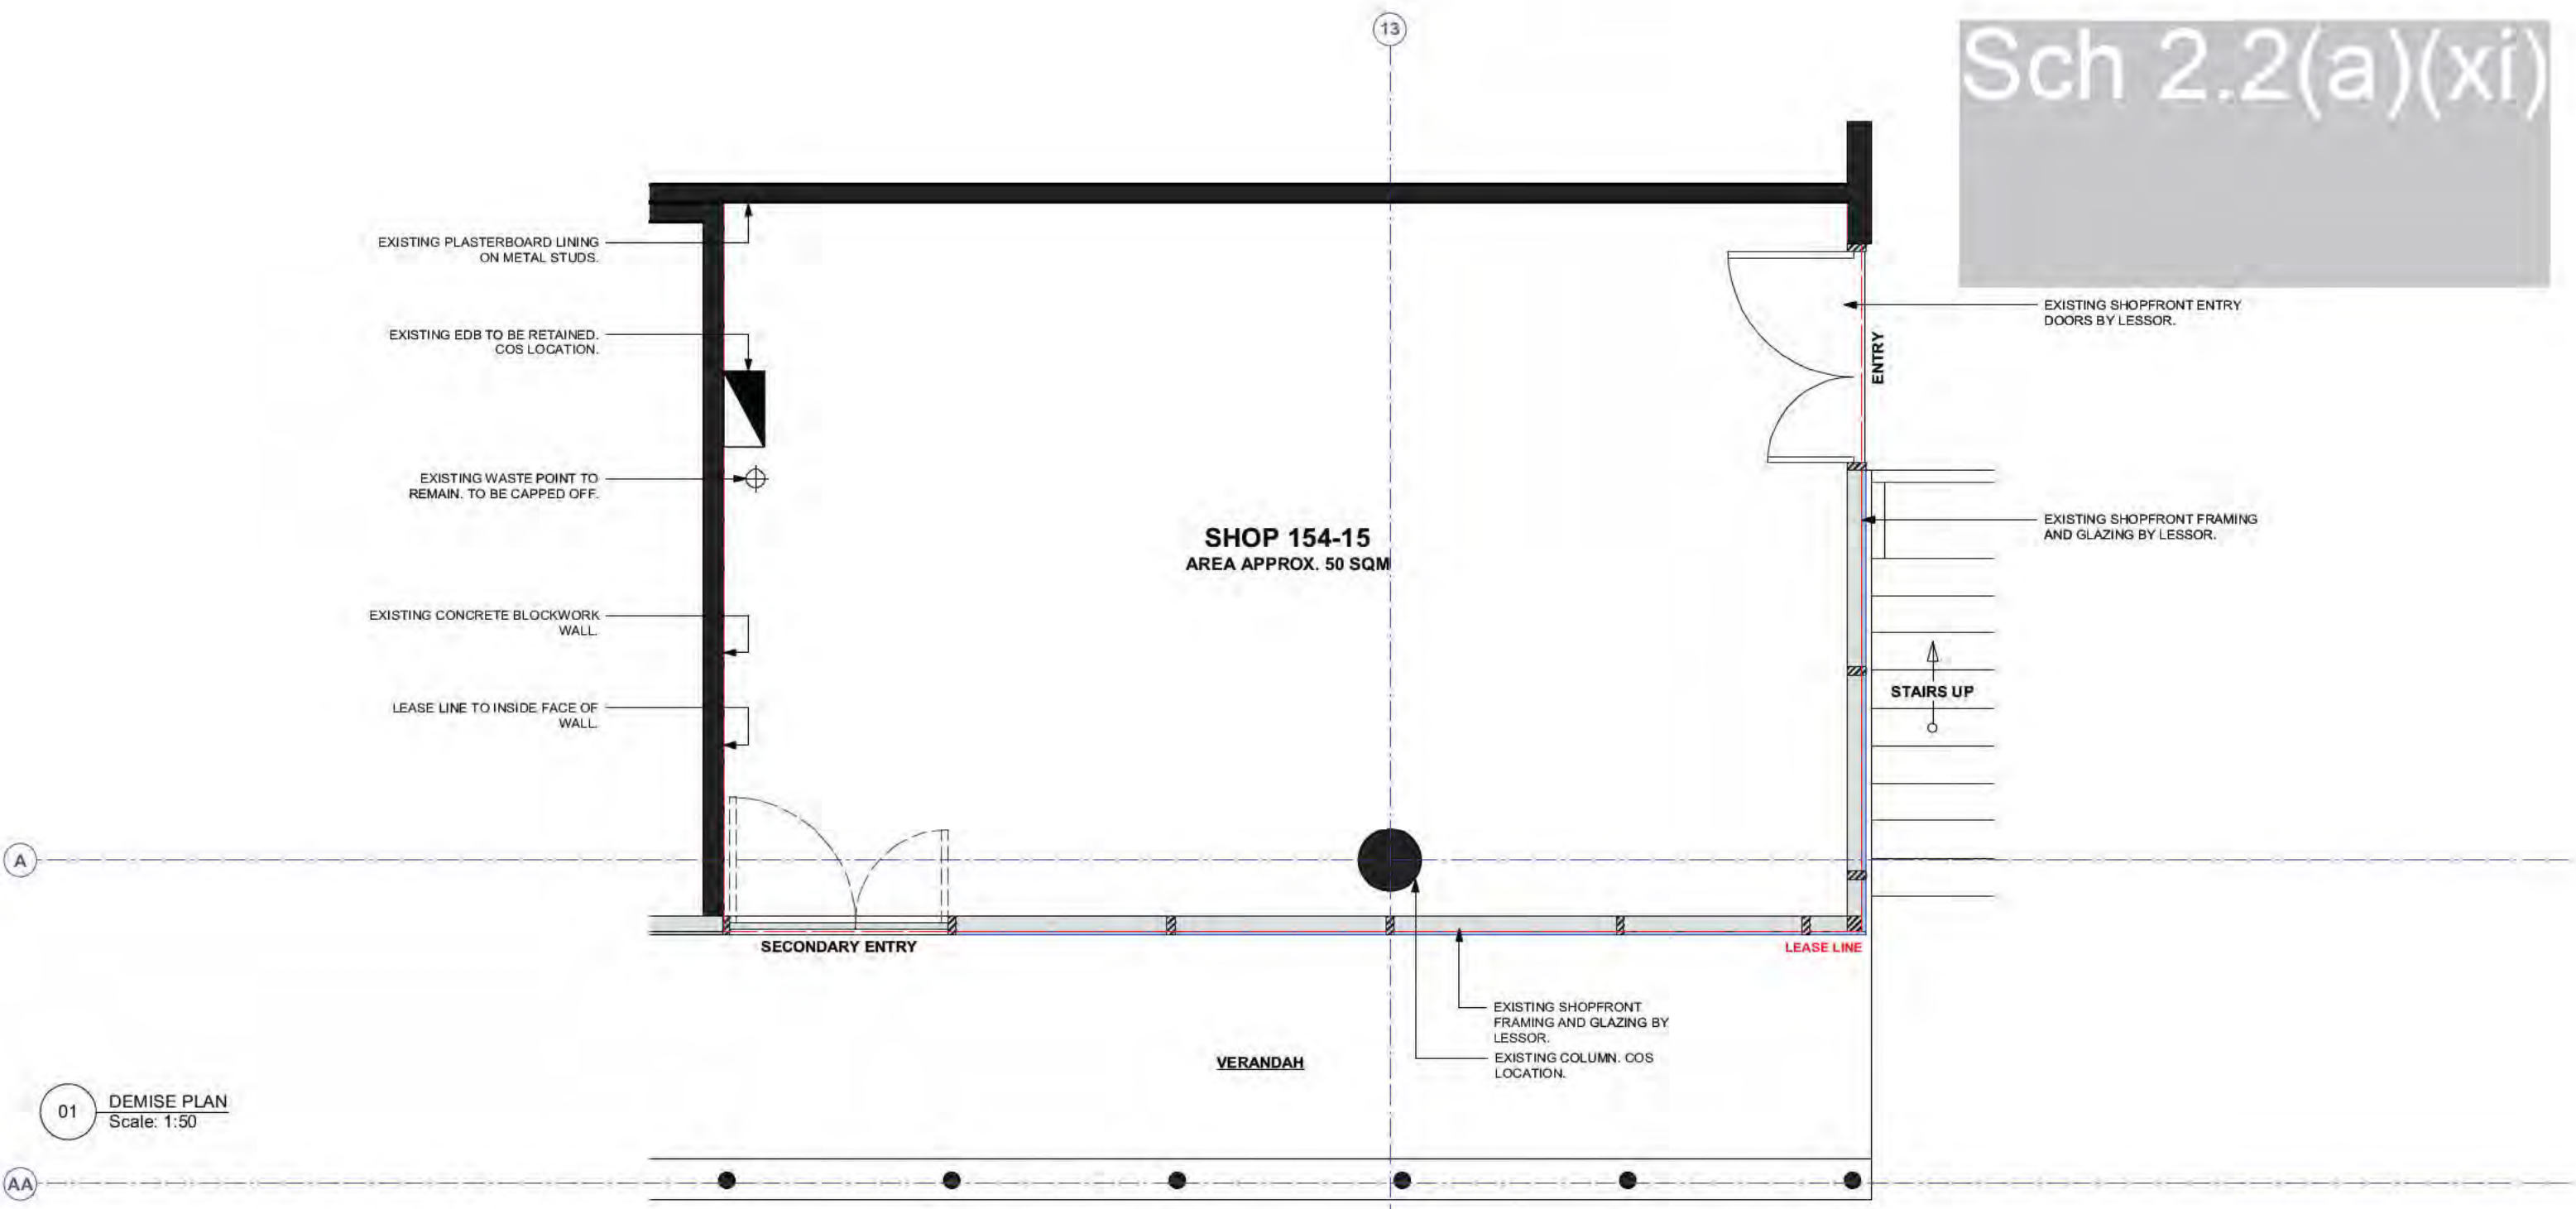 13
Sch 2.2(a)(xi)
EXISTING PLASTERBOARD LINING
ON METAL STUDS.
EXISTING SHOPFRONT ENTRY
DOORS BY LESSOR.
EXISTING EDB TO BE RETAINED.
COS LOCATION.
ENTRY
EXISTING WASTE POINT TO
REMAIN. TO BE CAPPED OFF.
SHOP 154-15
AREA APPROX. 50 SQM
EXISTING SHOPFRONT FRAMING
AND GLAZING BY LESSOR.
EXISTING CONCRETE BLOCKWORK
WALL.
STAIRS UP
LEASE LINE TO INSIDE FACE OF
WALL.
A
SECONDARY ENTRY
LEASE LINE
EXISTING SHOPFRONT
FRAMING AND GLAZING BY
LESSOR.
EXISTING COLUMN. COS
LOCATION.
VERANDAH
01
DEMISE PLAN
Scale: 1:50
AA